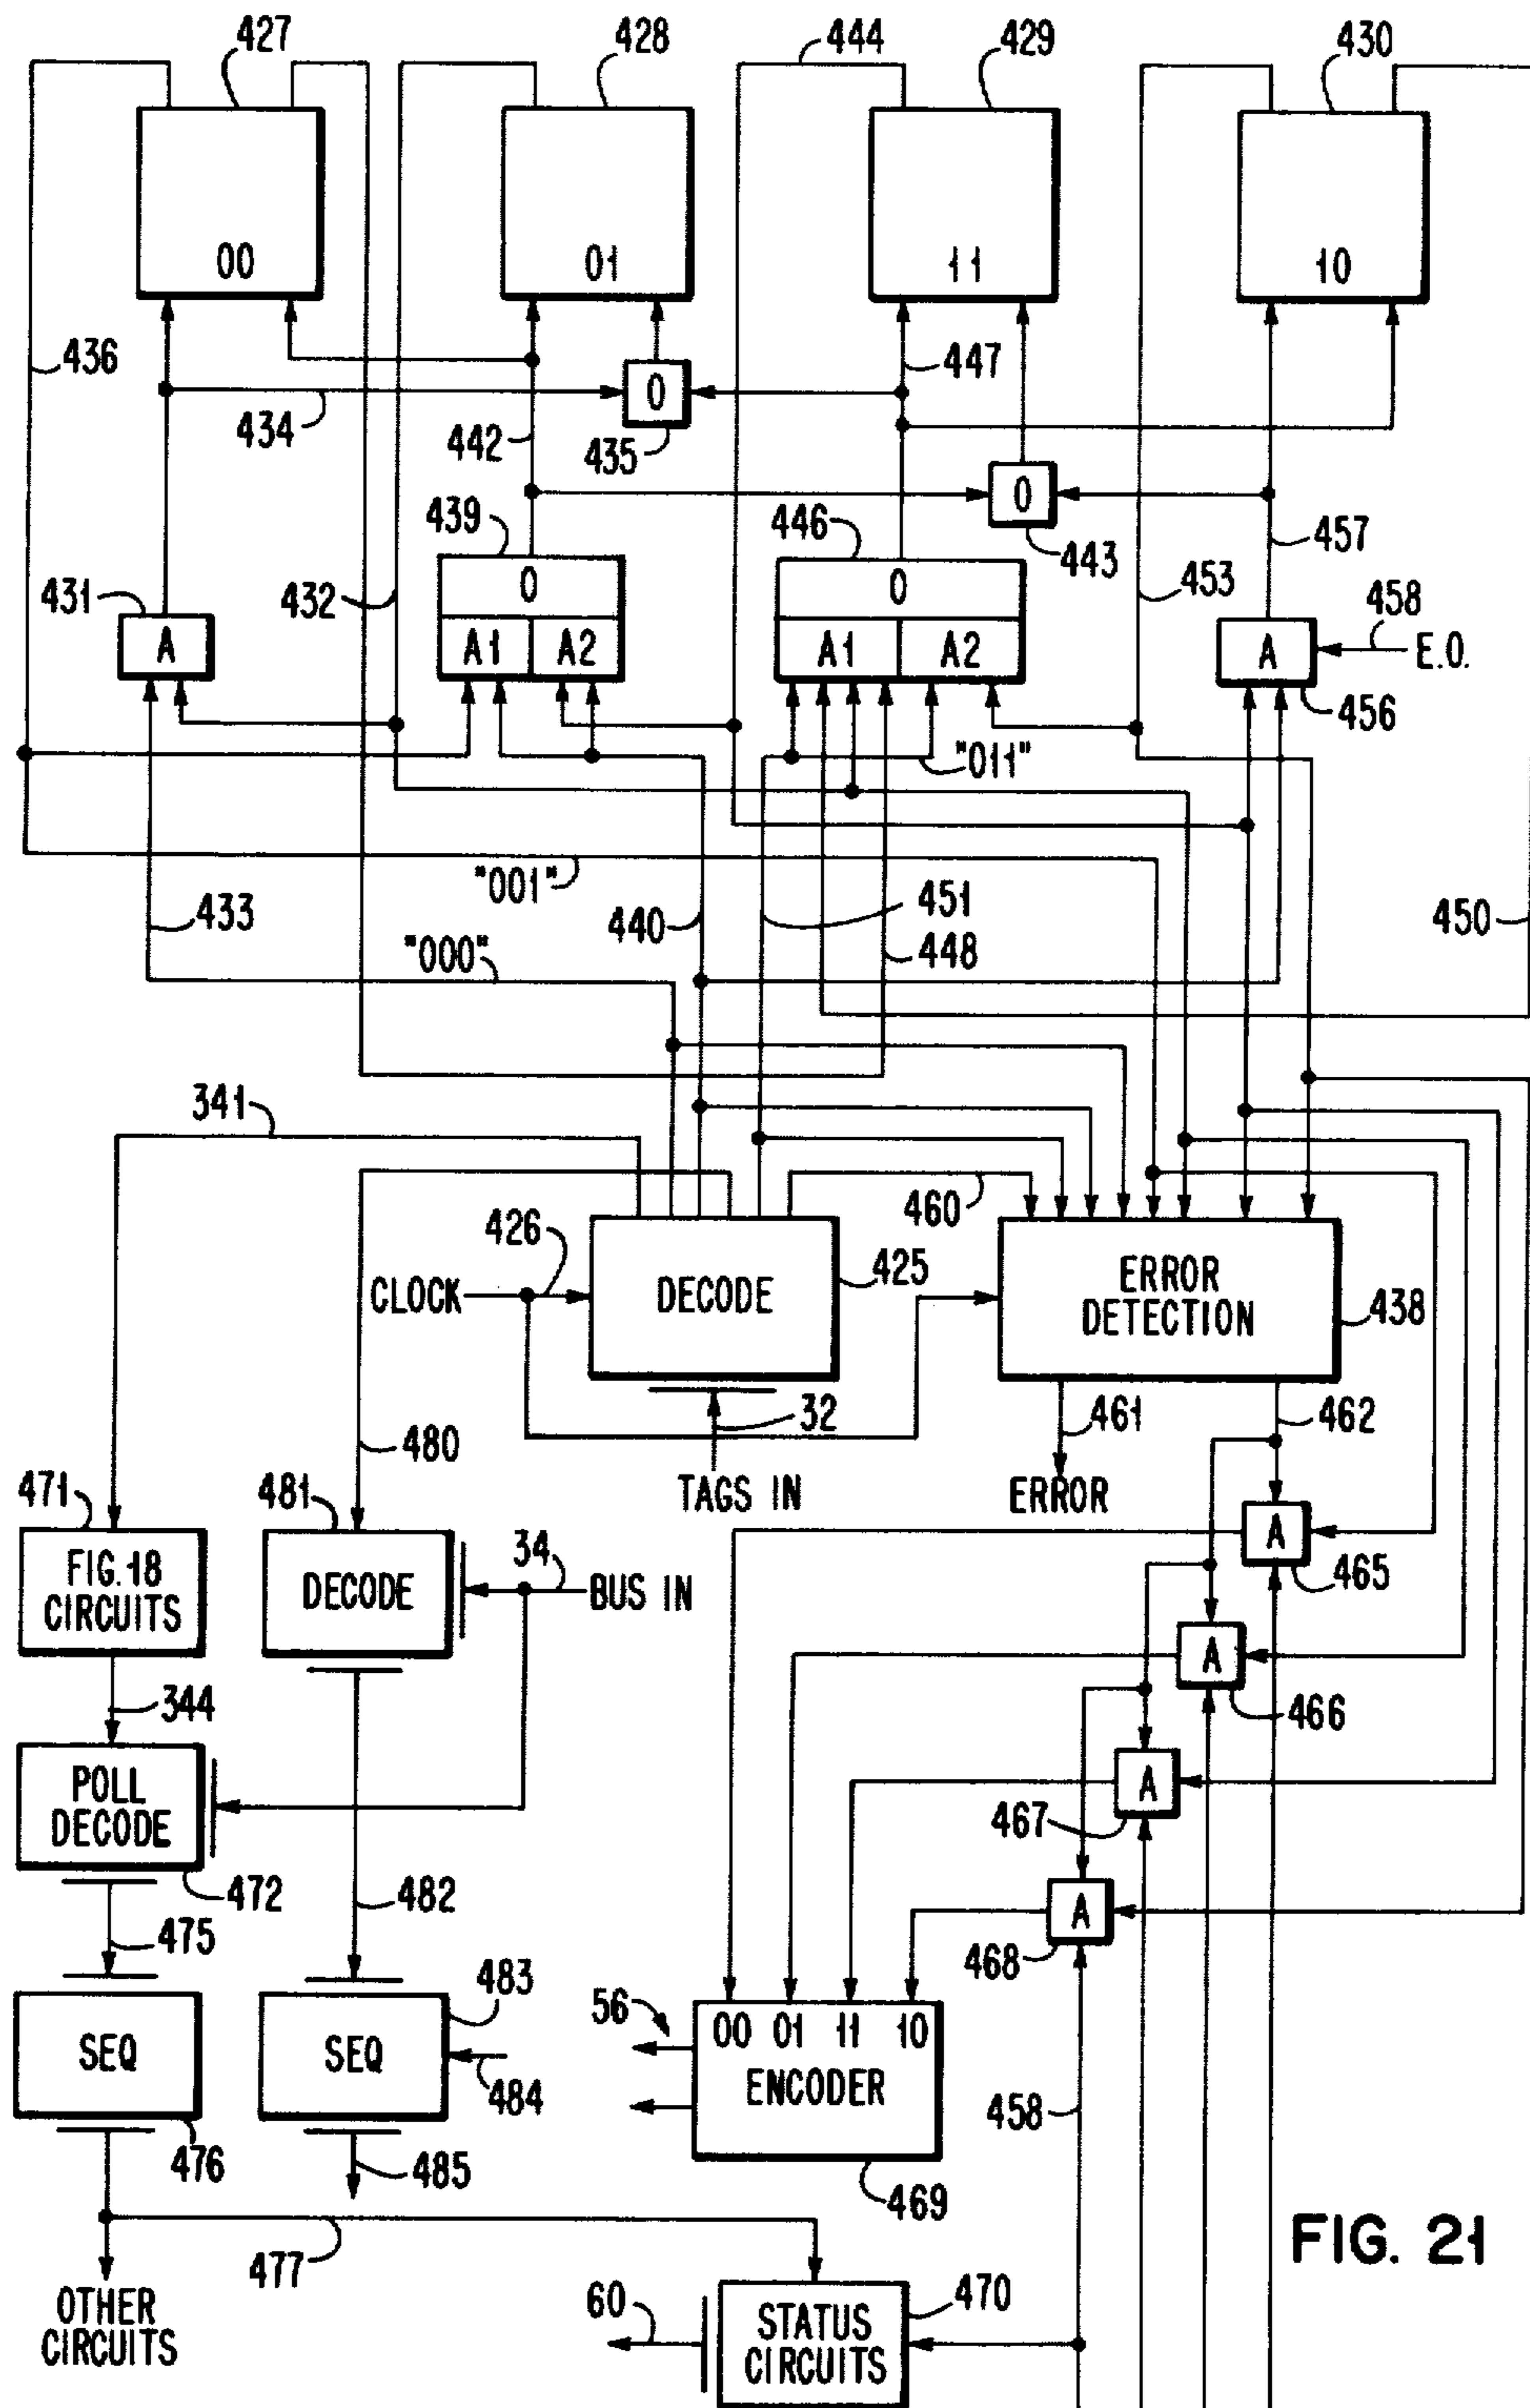 427
428
444
429
430
00
01
11
10
436
434
442
435
447
439
446
443
457
431
432
453
458
0
0
0
0
A
A1 A2
A1 A2
A
E.O.
456
"011"
"001"
433
440
451
450
"000"
448
341
460
426
425
CLOCK
DECODE
ERROR
DETECTION
438
480
32
461
462
TAGS IN
ERROR
471
481
A
465
FIG.18
CIRCUITS
DECODE
34
BUS IN
A
466
344
POLL
DECODE
472
A
467
482
475
A
468
483
56
00 01 11 10
ENCODER
SEQ
SEQ
484
458
476
485
469
477
FIG. 21
OTHER
CIRCUITS
60
STATUS
CIRCUITS
470